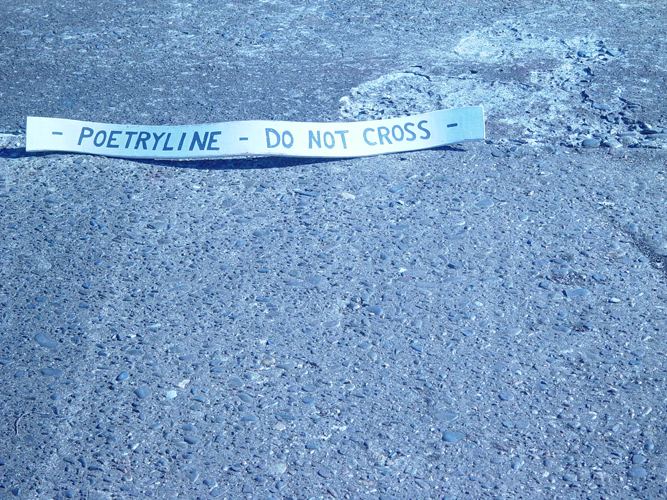 - POETRYLINE - DO NOT CROSS -